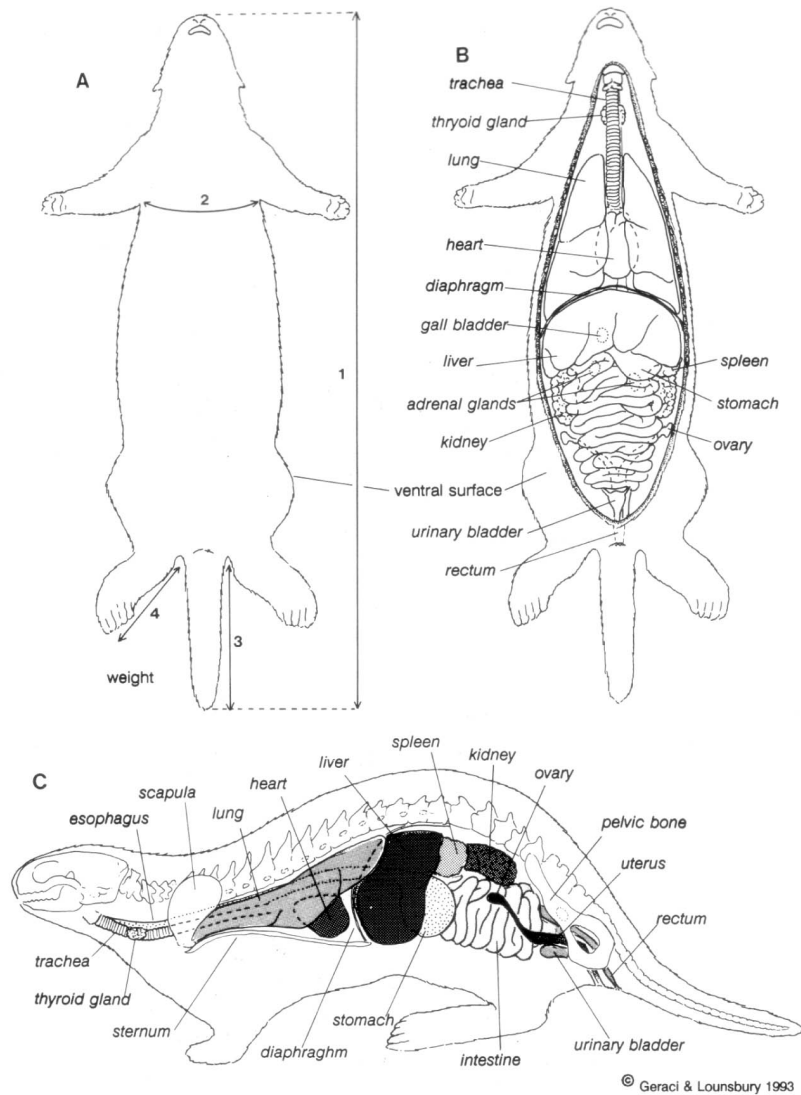 A
2
1
4
3
weight
B
trachea
thryoid gland
lung
heart
diaphragm
gall bladder
liver
adrenal glands
kidney
ventral surface
urinary bladder
rectum
spleen
stomach
ovary
C
esophagus
scapula
lung
heart
liver
spleen
kidney
ovary
pelvic bone
uterus
rectum
trachea
thyroid gland
sternum
diaphraghm
stomach
intestine
urinary bladder
© Geraci & Lounsbury 1993